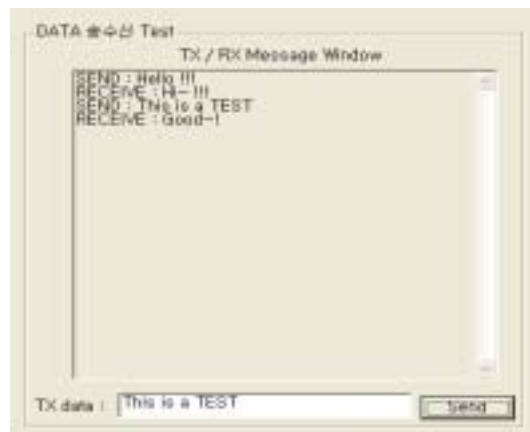 DATA 송수신 Test
TX / RX Message Window
SEND : Hello !!!
RECEIVE : Hi~ !!!
SEND : This is a TEST
RECEIVE : Good~!
TX data : This is a TEST
Send